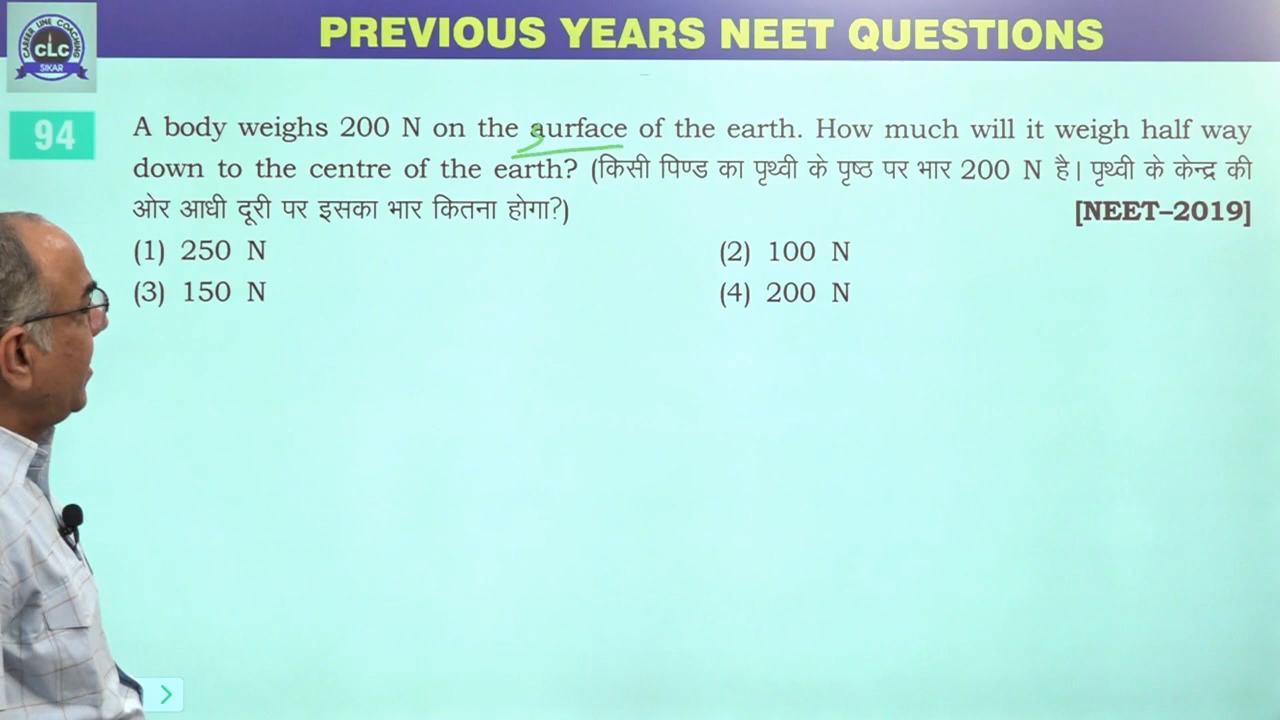 PREVIOUS YEARS NEET QUESTIONS
CAREER LINE COACHING
CLC
SIKAR
94
A body weighs 200 N on the surface of the earth. How much will it weigh half way
down to the centre of the earth? (किसी पिण्ड का पृथ्वी के पृष्ठ पर भार 200 N है। पृथ्वी के केन्द्र की
ओर आधी दूरी पर इसका भार कितना होगा?)
[NEET–2019]
(1) 250 N
(2) 100 N
(3) 150 N
(4) 200 N